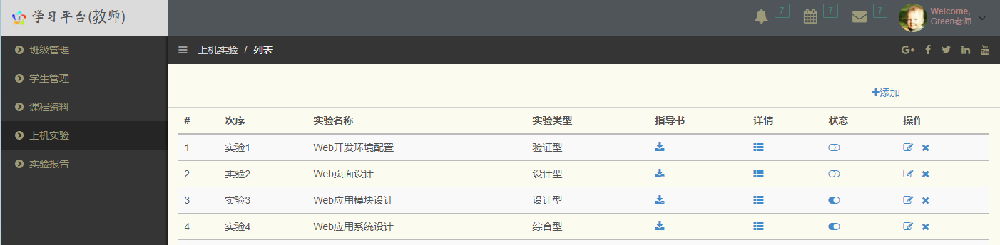 学习平台(教师)
7 7 7
Welcome,
Green老师
班级管理
学生管理
课程资料
上机实验
实验报告
上机实验 / 列表
添加
# 次序 实验名称 实验类型 指导书 详情 状态 操作
1 实验1 Web开发环境配置 验证型
2 实验2 Web页面设计 设计型
3 实验3 Web应用模块设计 设计型
4 实验4 Web应用系统设计 综合型